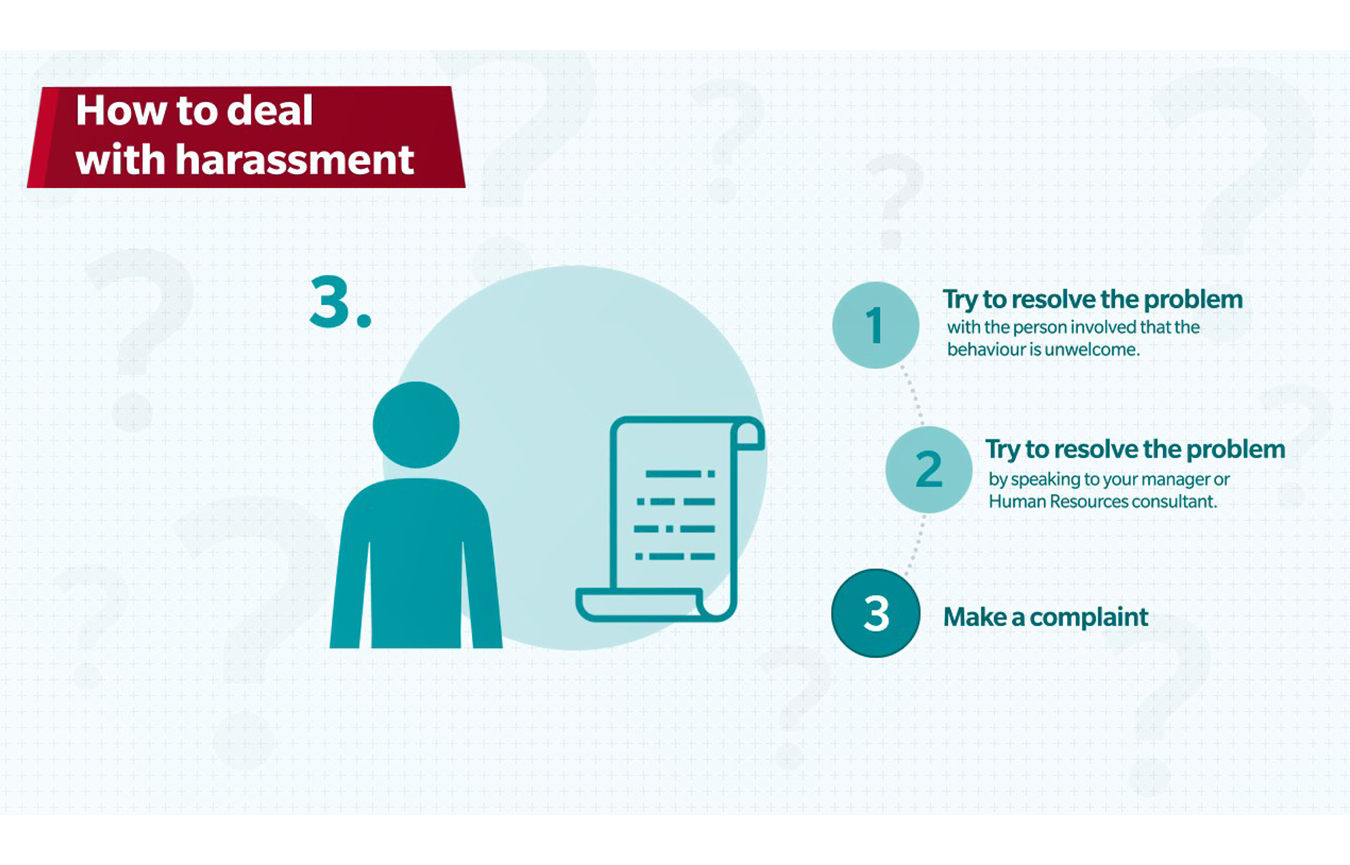 How to deal
with harassment
3.
1
Try to resolve the problem
with the person involved that the
behaviour is unwelcome.
2
Try to resolve the problem
by speaking to your manager or
Human Resources consultant.
3
Make a complaint